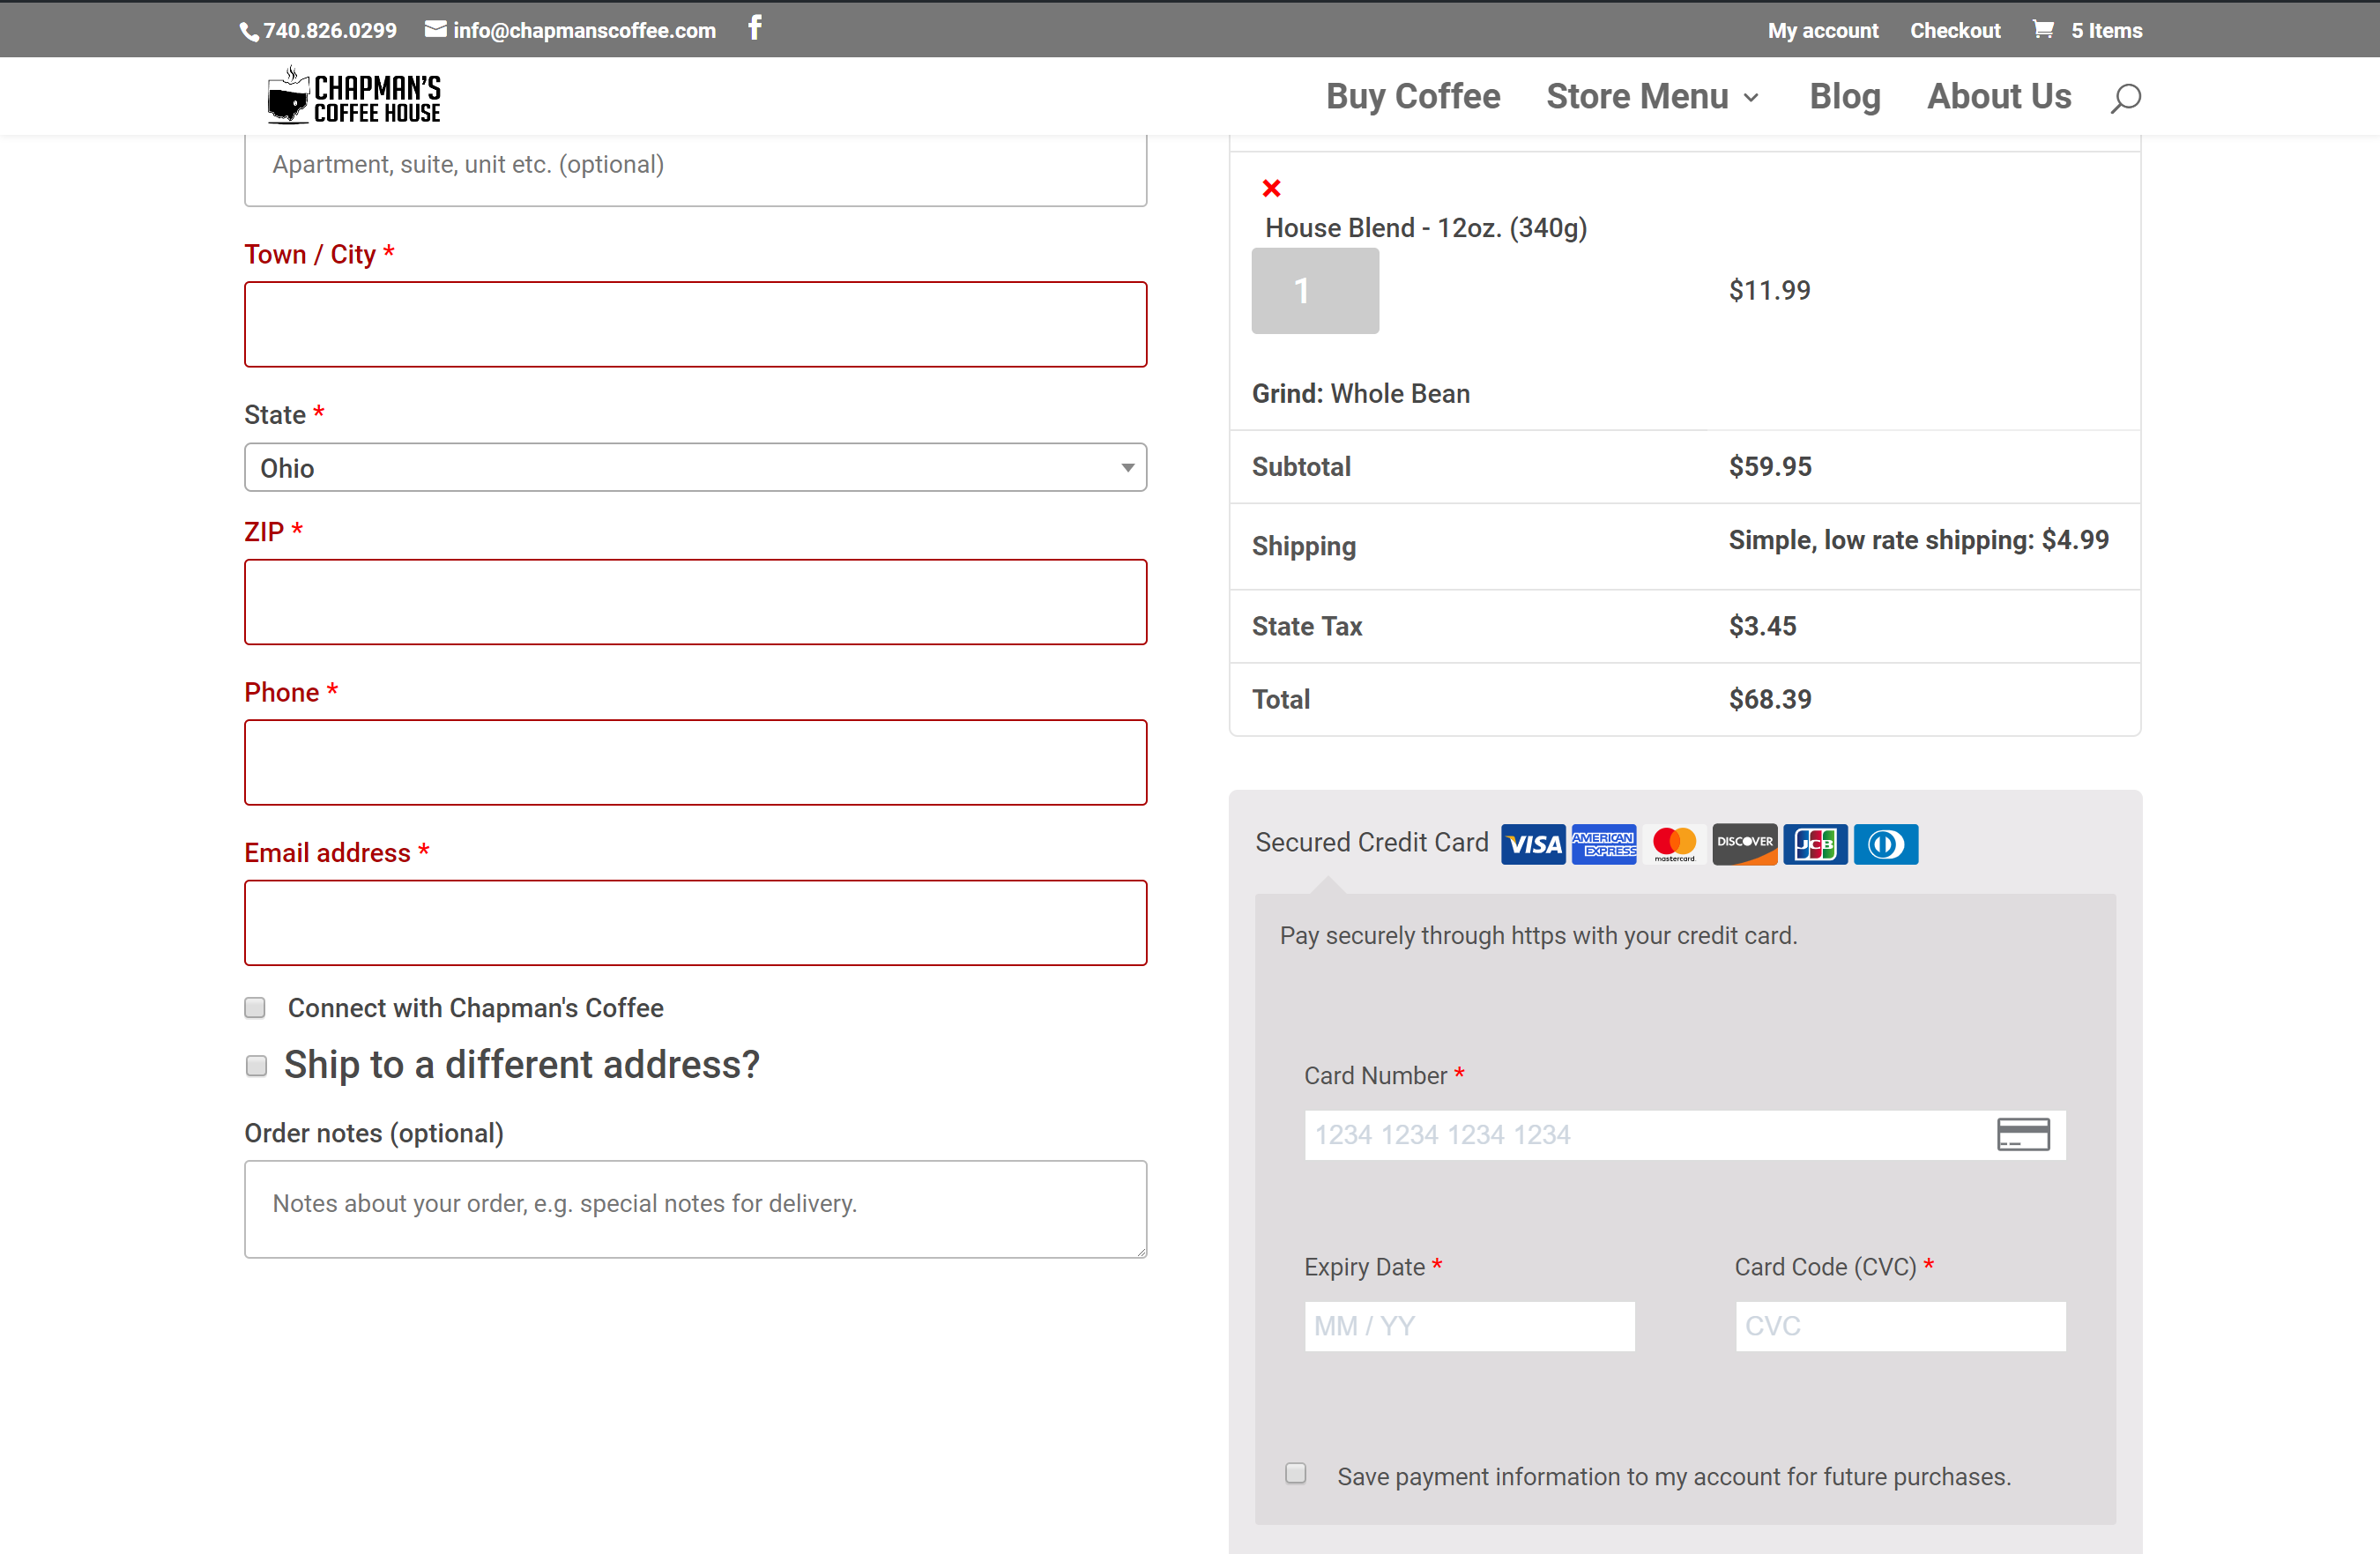 740.826.0299 info@chapmanscoffee.com My account Checkout 5 Items
CHAPMAN'S
COFFEE HOUSE
Buy Coffee Store Menu Blog About Us
Apartment, suite, unit etc. (optional)
Town / City *
State *
Ohio
ZIP *
Phone *
Email address *
Connect with Chapman's Coffee
Ship to a different address?
Order notes (optional)
Notes about your order, e.g. special notes for delivery.
House Blend - 12oz. (340g)
1 $11.99
Grind: Whole Bean
Subtotal $59.95
Shipping Simple, low rate shipping: $4.99
State Tax $3.45
Total $68.39
Secured Credit Card VISA AMERICAN EXPRESS mastercard DISCOVER JCB
Pay securely through https with your credit card.
Card Number *
1234 1234 1234 1234
Expiry Date * Card Code (CVC) *
MM / YY CVC
Save payment information to my account for future purchases.